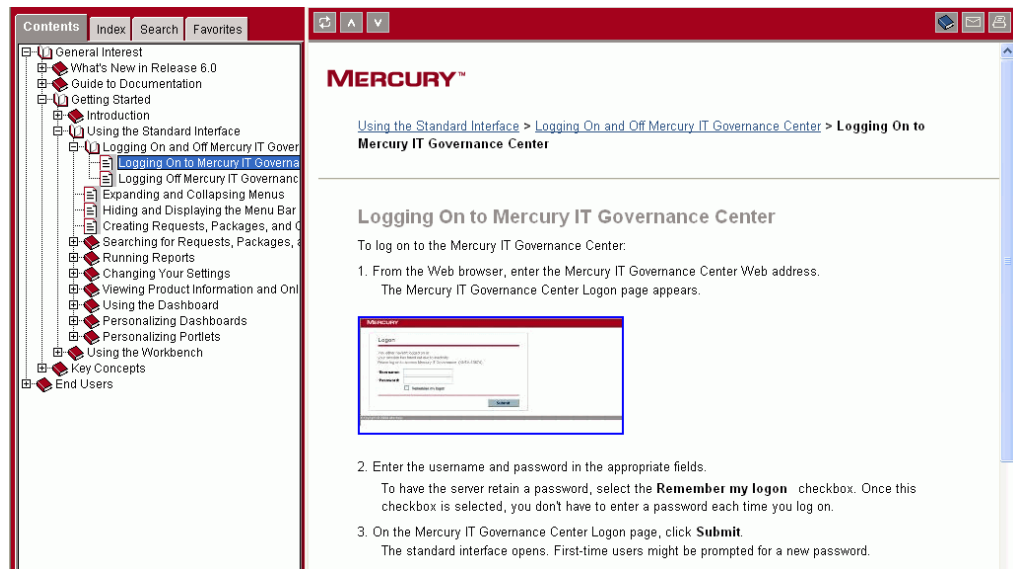 Contents Index Search Favorites
General Interest
What's New in Release 6.0
Guide to Documentation
Getting Started
Introduction
Using the Standard Interface
Logging On and Off Mercury IT Gover
Logging On to Mercury IT Governa
Logging Off Mercury IT Governanc
Expanding and Collapsing Menus
Hiding and Displaying the Menu Bar
Creating Requests, Packages, and
Searching for Requests, Packages,
Running Reports
Changing Your Settings
Viewing Product Information and Onl
Using the Dashboard
Personalizing Dashboards
Personalizing Portlets
Using the Workbench
Key Concepts
End Users
MERCURY™
Using the Standard Interface > Logging On and Off Mercury IT Governance Center > Logging On to
Mercury IT Governance Center
Logging On to Mercury IT Governance Center
To log on to the Mercury IT Governance Center:
1. From the Web browser, enter the Mercury IT Governance Center Web address.
The Mercury IT Governance Center Logon page appears.
MERCURY
Logon
Username
Password
Remember my logon
Submit
2. Enter the username and password in the appropriate fields.
To have the server retain a password, select the Remember my logon checkbox. Once this
checkbox is selected, you don't have to enter a password each time you log on.
3. On the Mercury IT Governance Center Logon page, click Submit.
The standard interface opens. First-time users might be prompted for a new password.